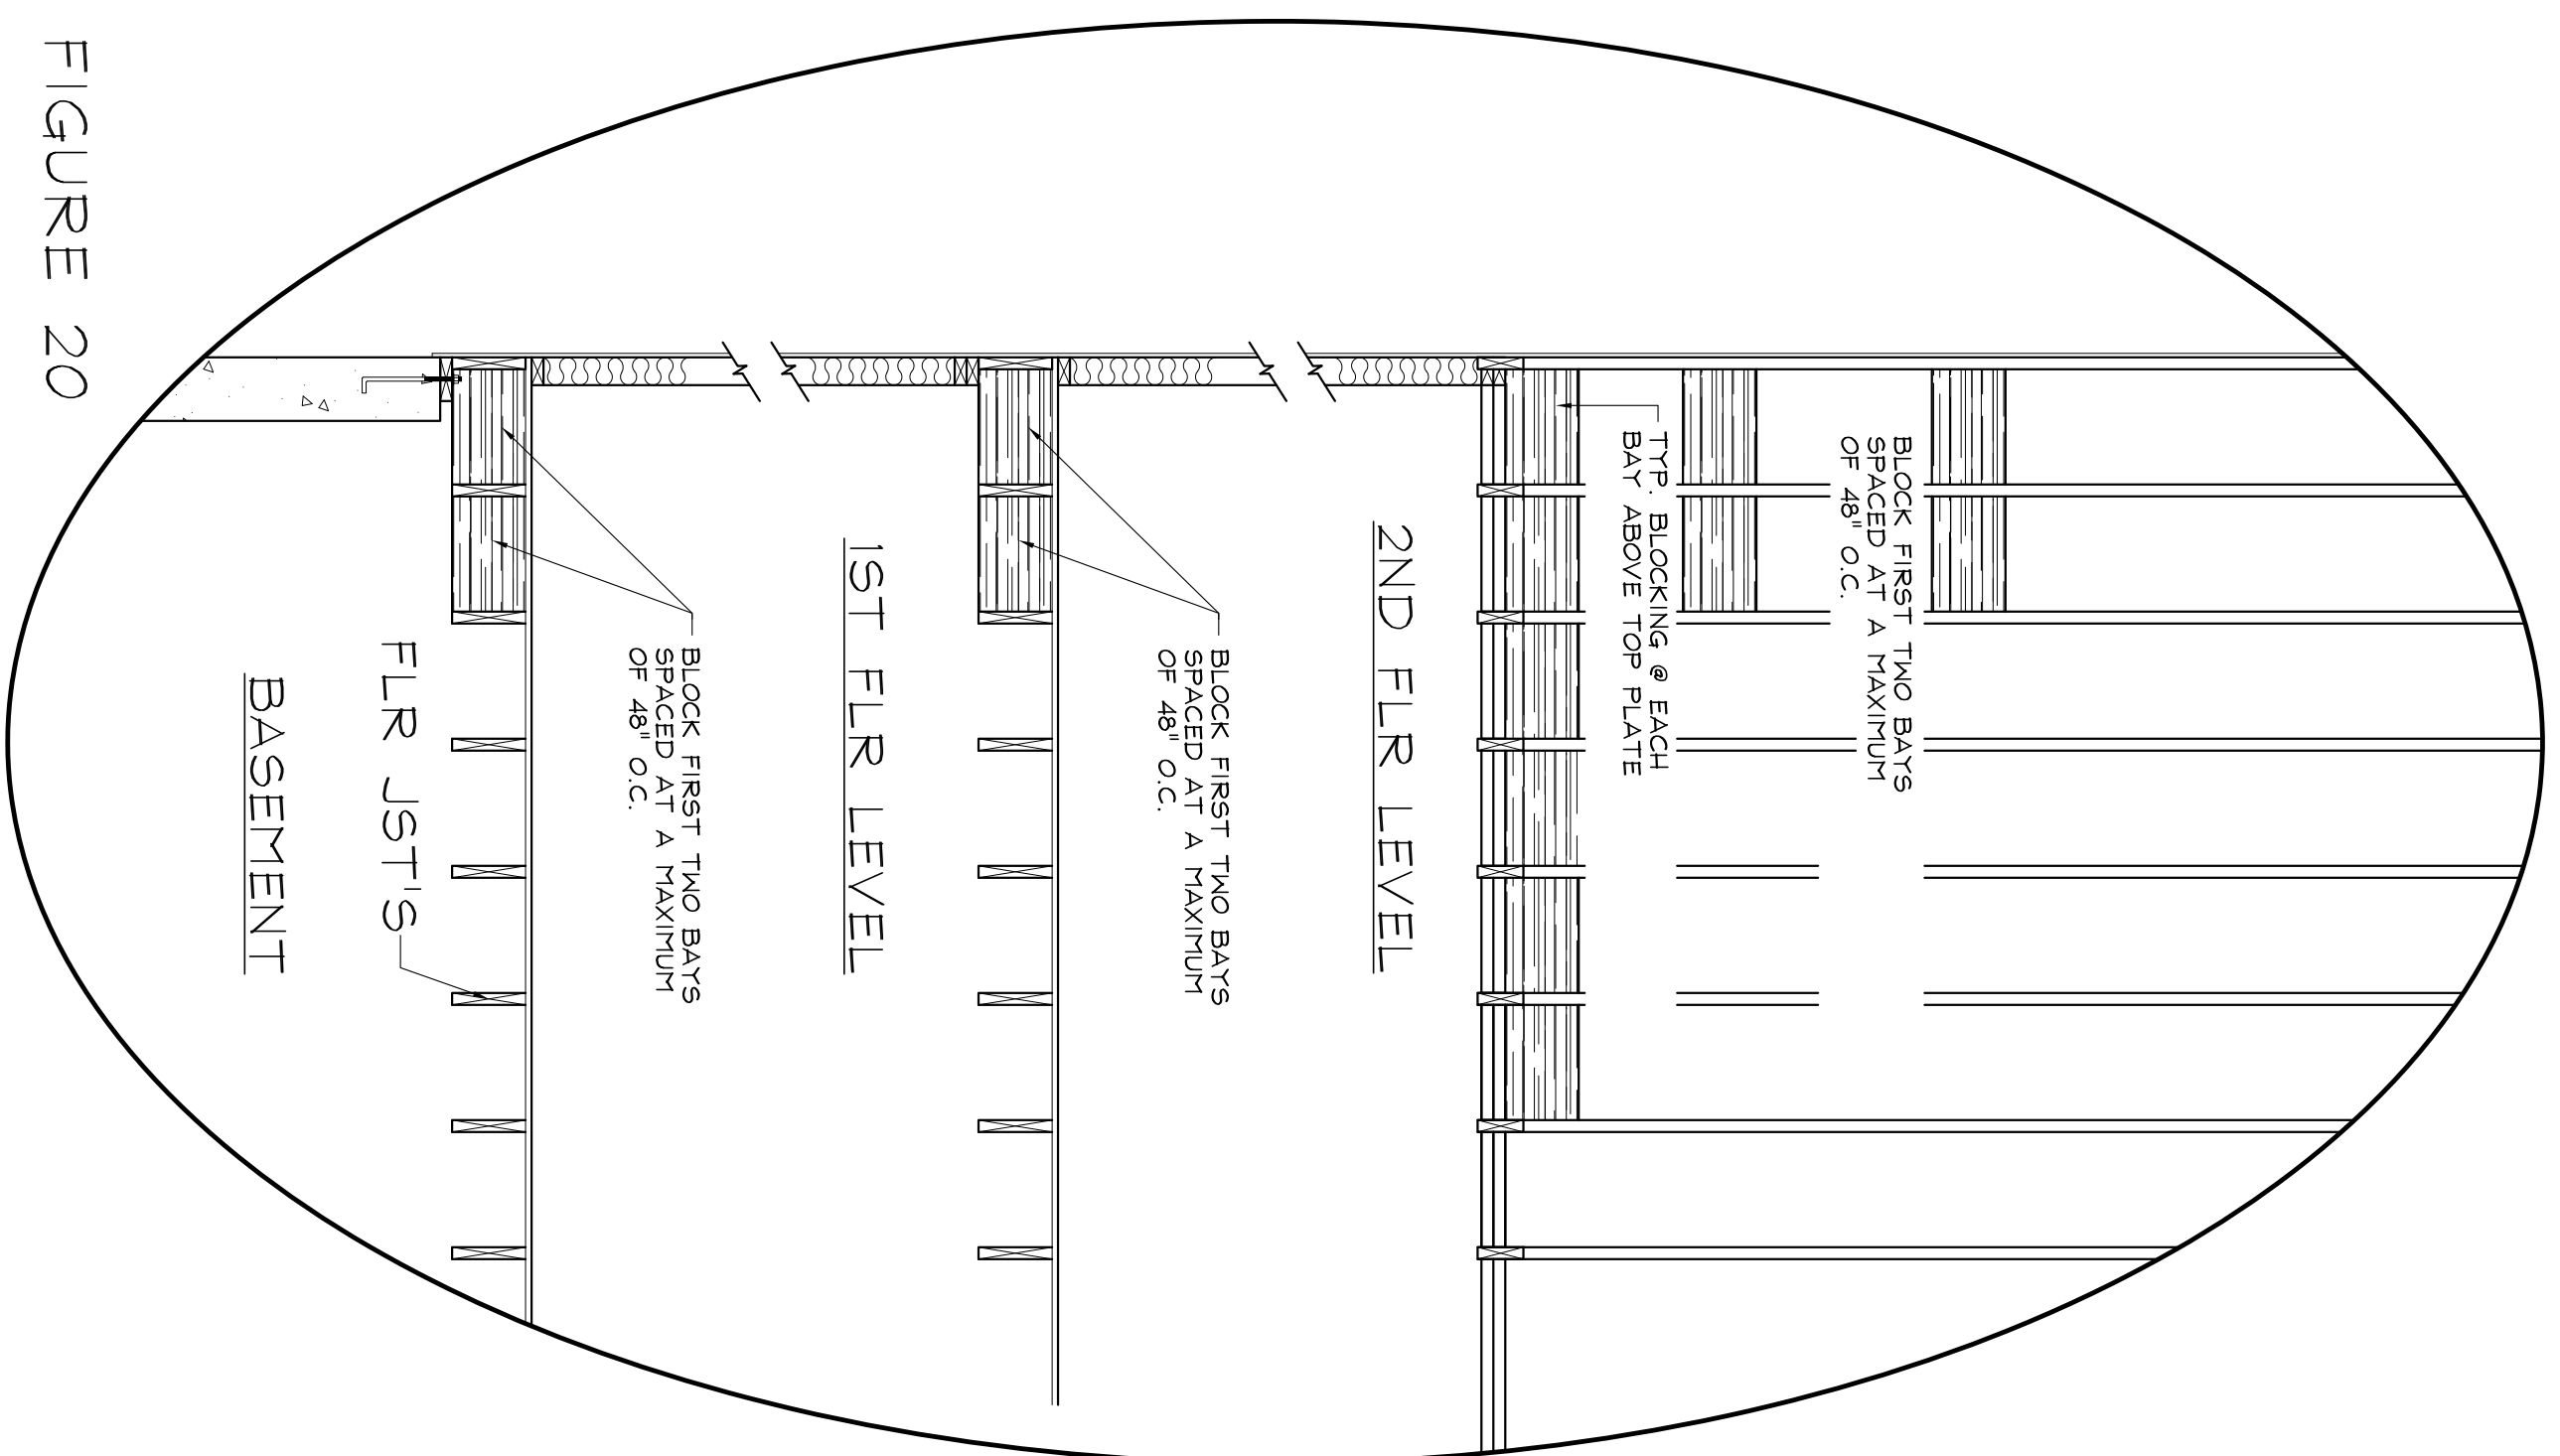 BLOCK FIRST TWO BAYS
SPACED AT A MAXIMUM
OF 48" O.C.
TYP. BLOCKING @ EACH
BAY ABOVE TOP PLATE
2ND FLR LEVEL
BLOCK FIRST TWO BAYS
SPACED AT A MAXIMUM
OF 48" O.C.
1ST FLR LEVEL
BLOCK FIRST TWO BAYS
SPACED AT A MAXIMUM
OF 48" O.C.
FLR JST'S
BASEMENT
FIGURE 20